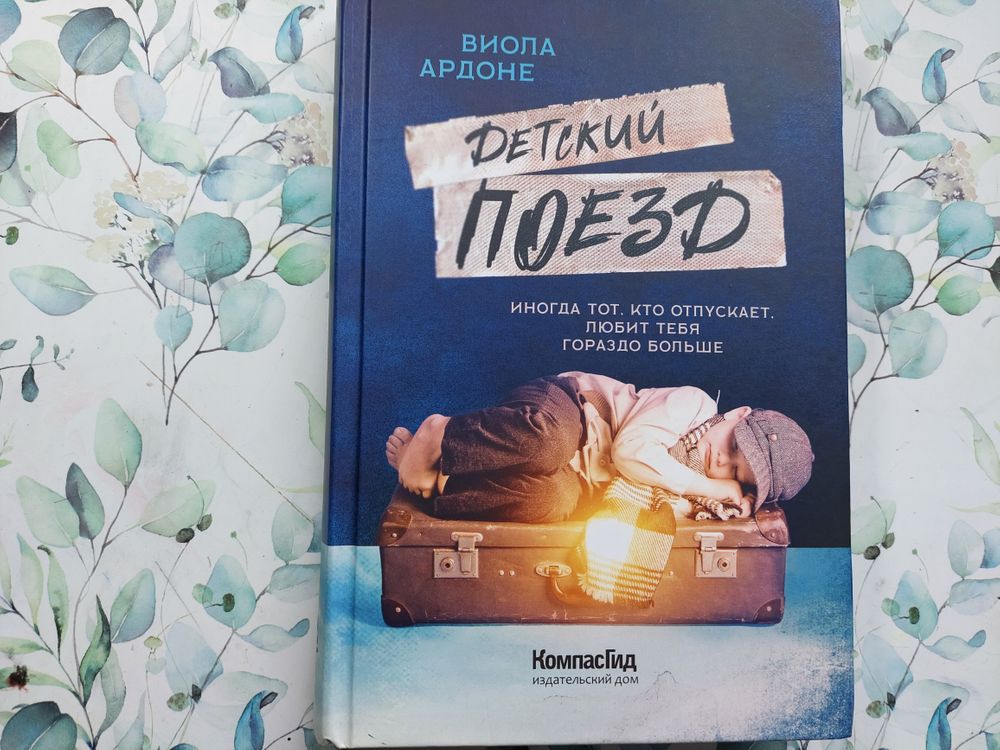 ВИОЛА
АРДОНЕ
ДЕТСКИЙ
ПОЕЗД
ИНОГДА ТОТ, КТО ОТПУСКАЕТ,
ЛЮБИТ ТЕБЯ
ГОРАЗДО БОЛЬШЕ
КомпасГид
издательский дом